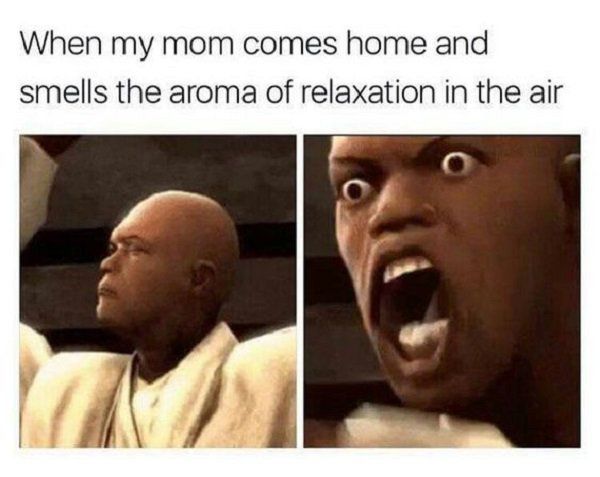 When my mom comes home and
smells the aroma of relaxation in the air